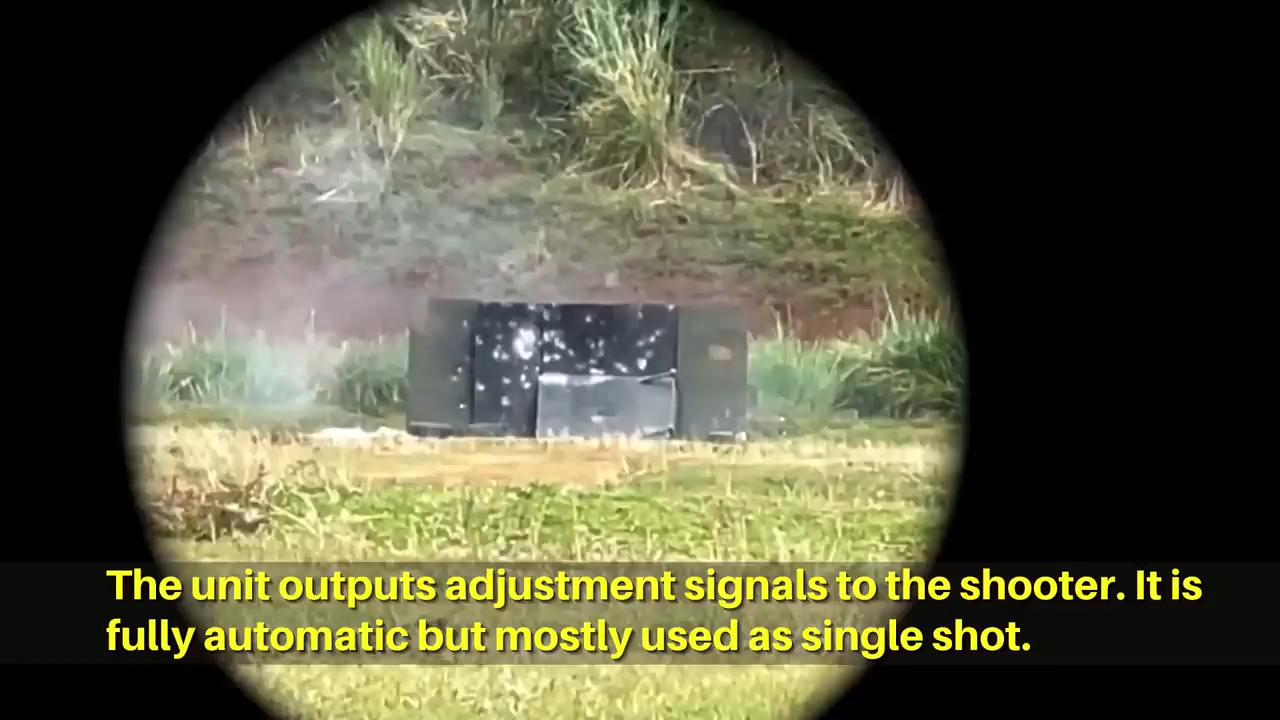 The unit outputs adjustment signals to the shooter. It is
fully automatic but mostly used as single shot.